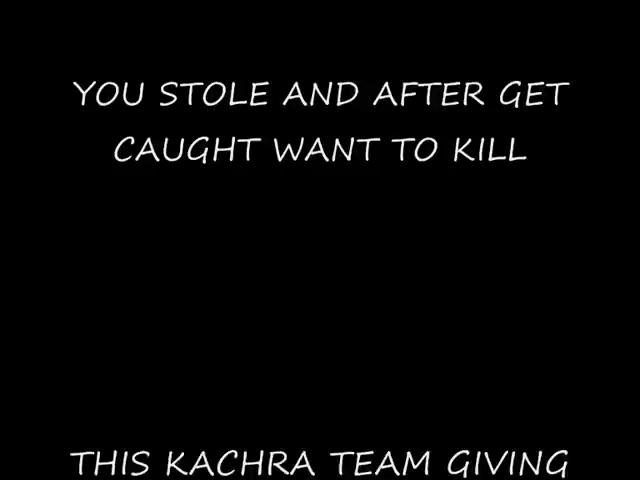 YOU STOLE AND AFTER GET
CAUGHT WANT TO KILL
THIS KACHRA TEAM GIVING